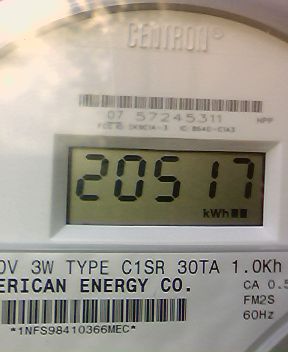 CENTRON®
07 57245311
NPP
20517
kWh
0V 3W TYPE C1SR 30TA 1.0Kh
ERICAN ENERGY CO.
CA 0.5
FM2S
60Hz
*1NFS98410366MEC*